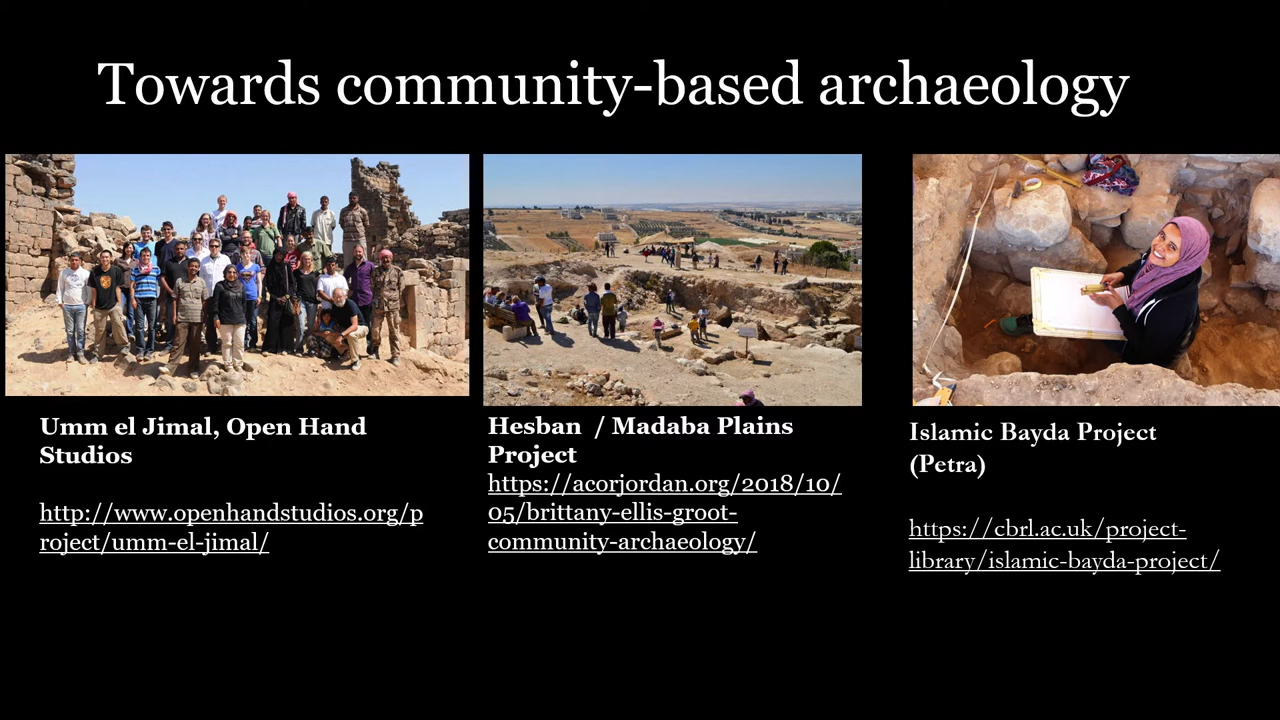 Towards community-based archaeology
Umm el Jimal, Open Hand
Studios
http://www.openhandstudios.org/p
roject/umm-el-jimal/
Hesban / Madaba Plains
Project
https://acorjordan.org/2018/10/
05/brittany-ellis-groot-
community-archaeology/
Islamic Bayda Project
(Petra)
https://cbrl.ac.uk/project-
library/islamic-bayda-project/